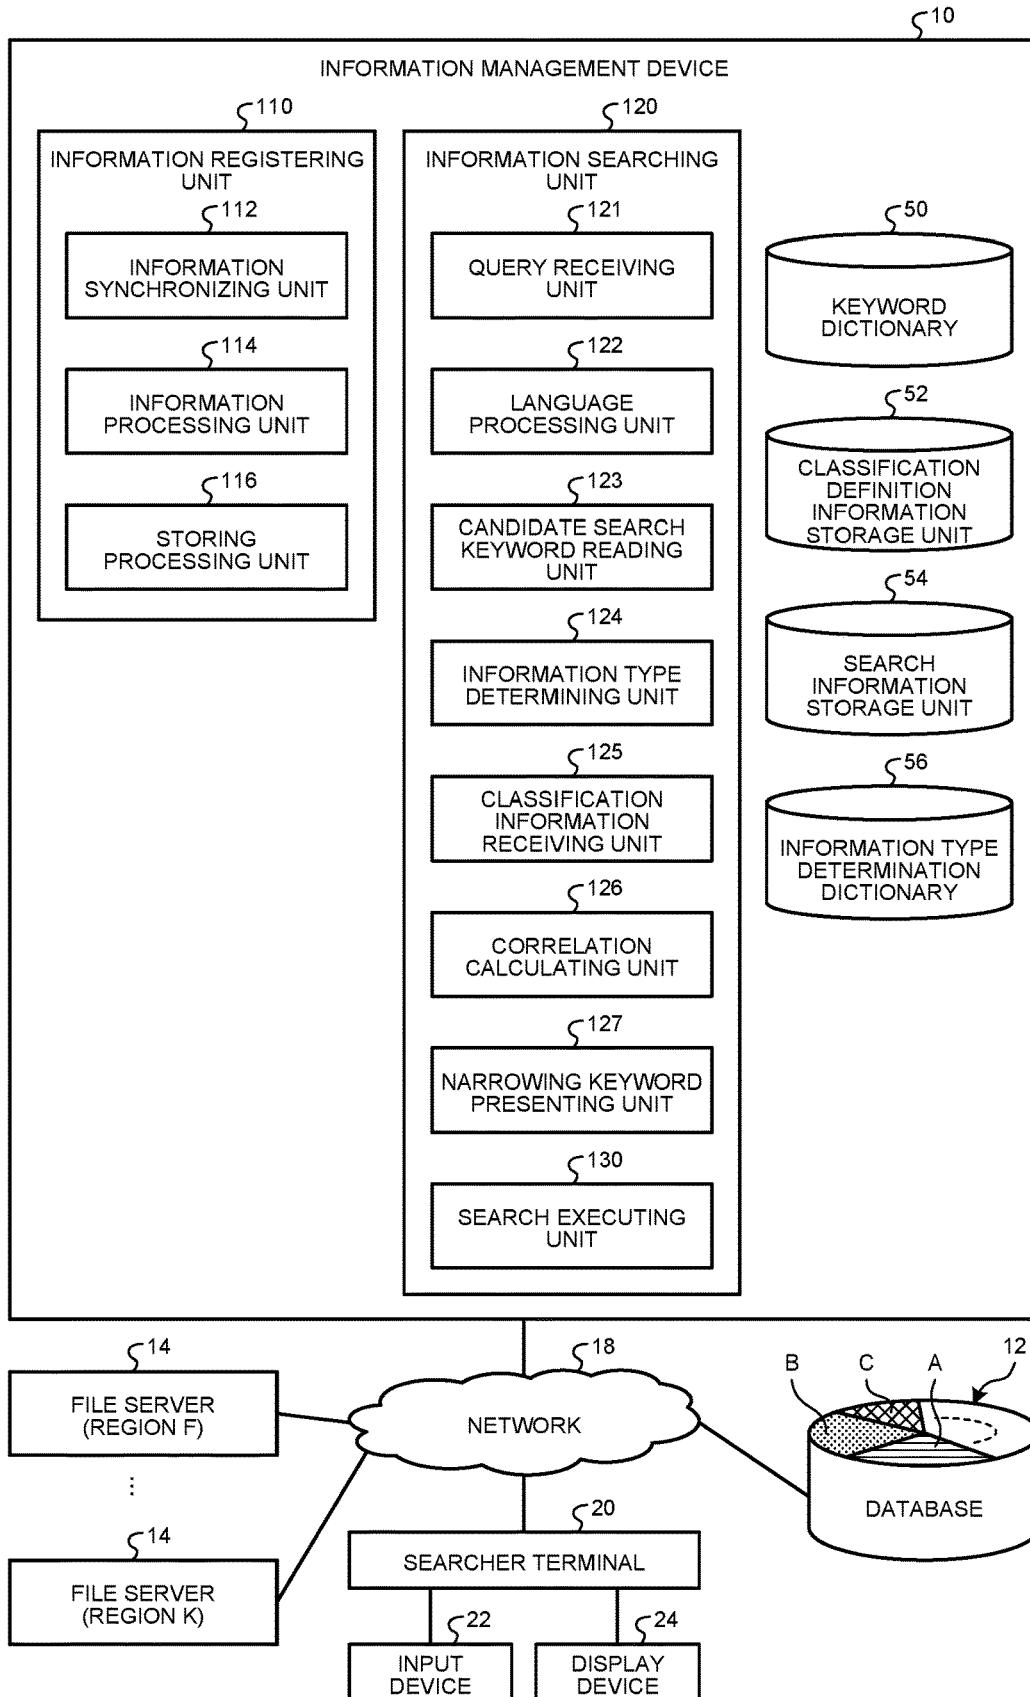 10
INFORMATION MANAGEMENT DEVICE
110
INFORMATION REGISTERING
UNIT
112
INFORMATION
SYNCHRONIZING UNIT
114
INFORMATION
PROCESSING UNIT
116
STORING
PROCESSING UNIT
120
INFORMATION SEARCHING
UNIT
121
QUERY RECEIVING
UNIT
122
LANGUAGE
PROCESSING UNIT
123
CANDIDATE SEARCH
KEYWORD READING
UNIT
124
INFORMATION TYPE
DETERMINING UNIT
125
CLASSIFICATION
INFORMATION
RECEIVING UNIT
126
CORRELATION
CALCULATING UNIT
127
NARROWING KEYWORD
PRESENTING UNIT
130
SEARCH EXECUTING
UNIT
50
KEYWORD
DICTIONARY
52
CLASSIFICATION
DEFINITION
INFORMATION
STORAGE UNIT
54
SEARCH
INFORMATION
STORAGE UNIT
56
INFORMATION TYPE
DETERMINATION
DICTIONARY
14
FILE SERVER
(REGION F)
⋮
14
FILE SERVER
(REGION K)
18
NETWORK
20
SEARCHER TERMINAL
22
INPUT
DEVICE
24
DISPLAY
DEVICE
B
C
A
12
DATABASE